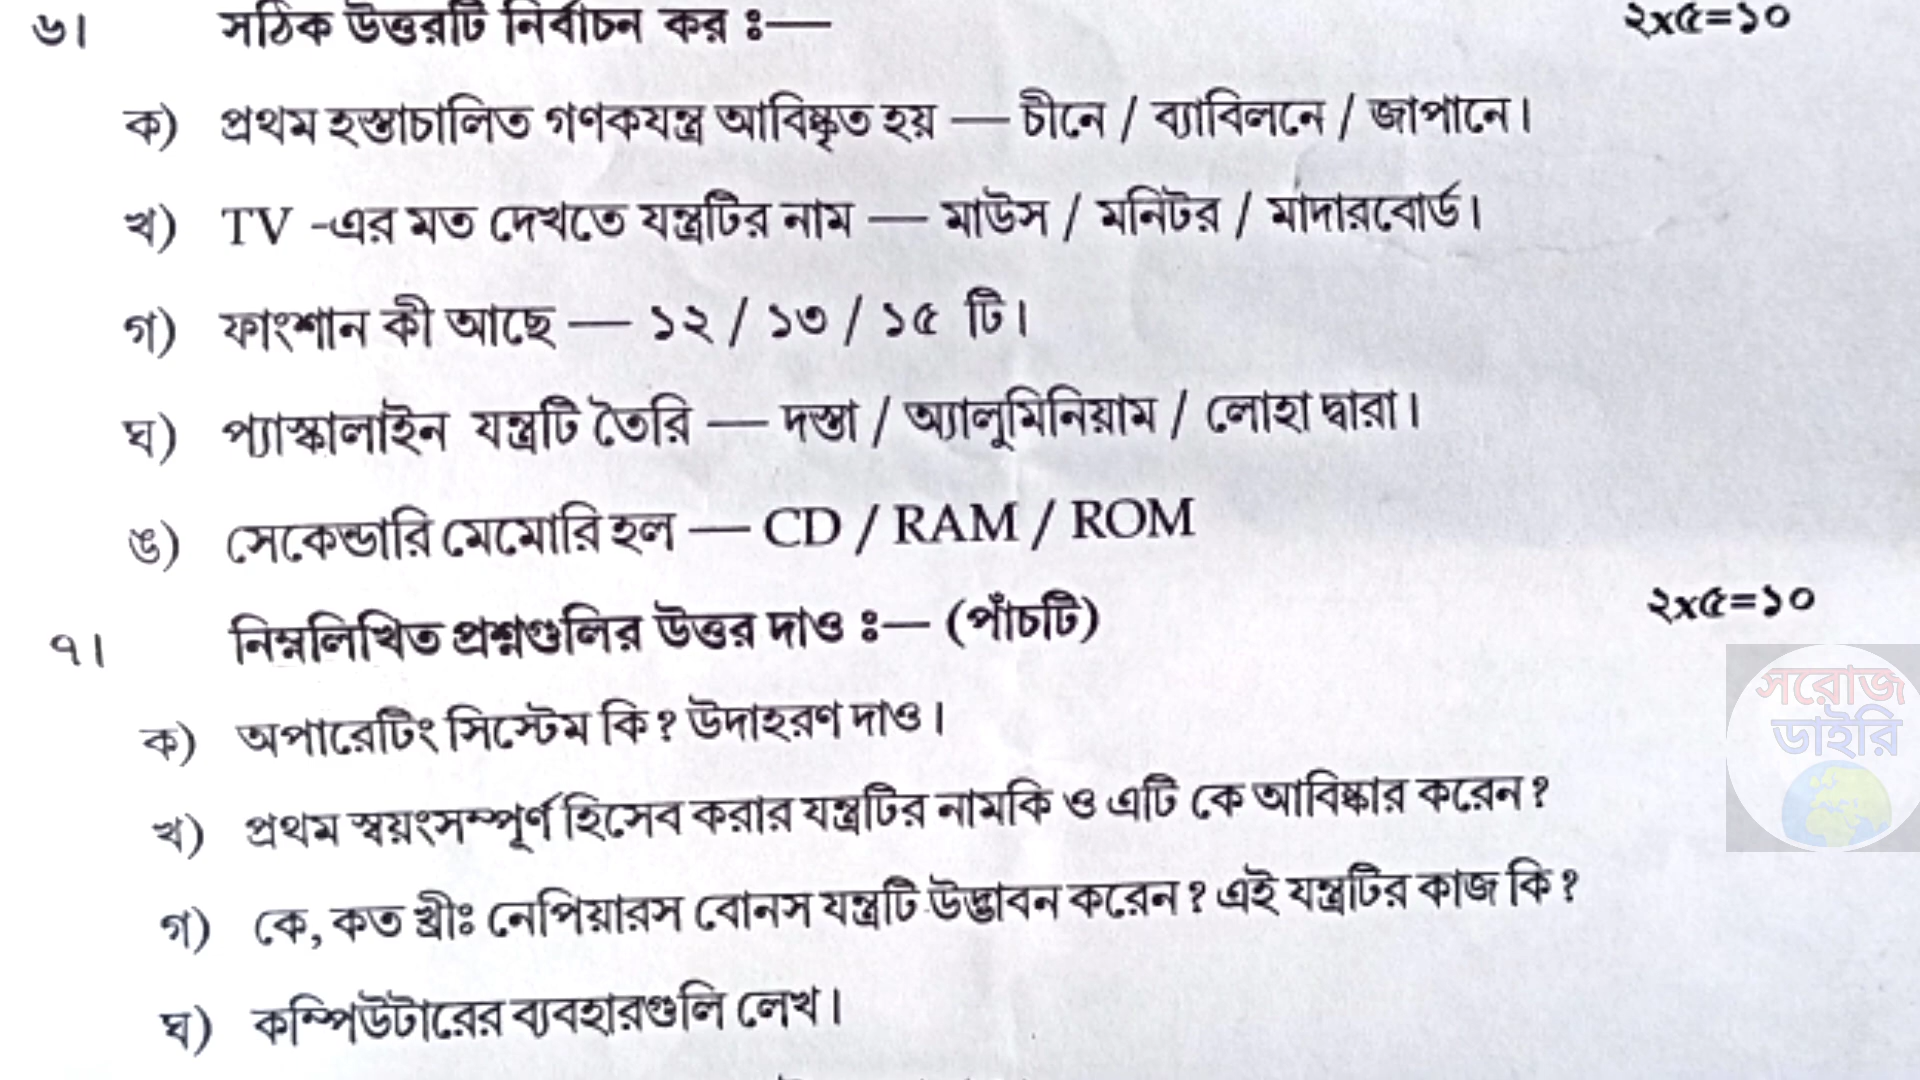 ৬। সঠিক উত্তরটি নির্বাচন কর ঃ— ২x৫=১০
ক) প্রথম হস্তাচালিত গণকযন্ত্র আবিষ্কৃত হয় — চীনে / ব্যাবিলনে / জাপানে।
খ) TV -এর মত দেখতে যন্ত্রটির নাম — মাউস / মনিটর / মাদারবোর্ড।
গ) ফাংশান কী আছে — ১২ / ১৩ / ১৫ টি।
ঘ) প্যাস্কালাইন যন্ত্রটি তৈরি — দস্তা / অ্যালুমিনিয়াম / লোহা দ্বারা।
ঙ) সেকেন্ডারি মেমোরি হল — CD / RAM / ROM
৭। নিম্নলিখিত প্রশ্নগুলির উত্তর দাও ঃ— (পাঁচটি) ২x৫=১০
সরোজ
ডাইরি
ক) অপারেটিং সিস্টেম কি? উদাহরণ দাও।
খ) প্রথম স্বয়ংসম্পূর্ণ হিসেব করার যন্ত্রটির নামকি ও এটি কে আবিষ্কার করেন?
গ) কে, কত খ্রীঃ নেপিয়ারস বোনস যন্ত্রটি উদ্ভাবন করেন? এই যন্ত্রটির কাজ কি?
ঘ) কম্পিউটারের ব্যবহারগুলি লেখ।